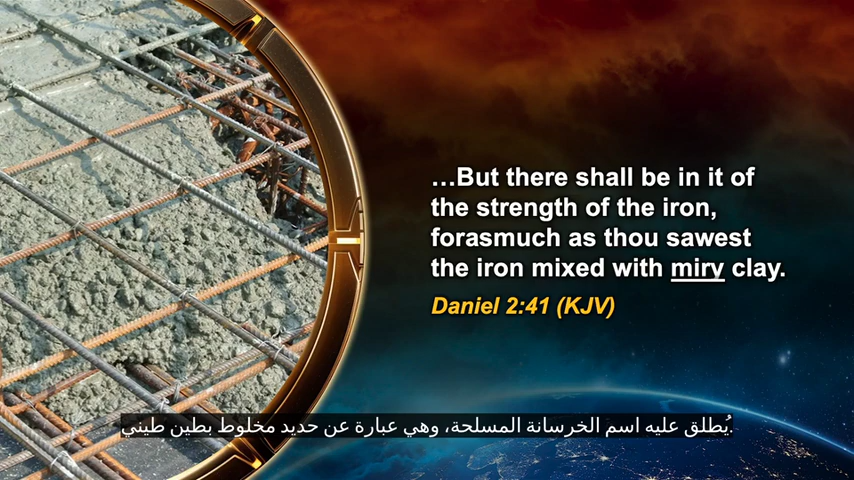 …But there shall be in it of
the strength of the iron,
forasmuch as thou sawest
the iron mixed with miry clay.
Daniel 2:41 (KJV)
يُطلق عليه اسم الخرسانة المسلحة، وهي عبارة عن حديد مخلوط بطين طيني.